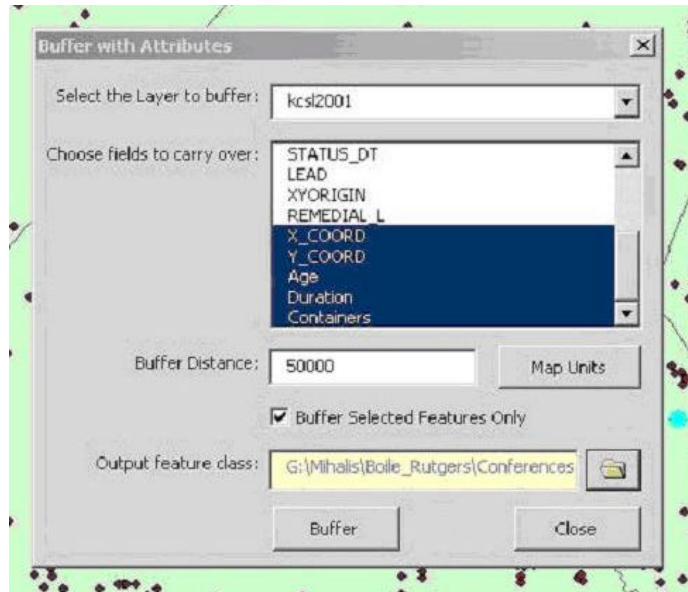 Buffer with Attributes
Select the Layer to buffer: kcsl2001
Choose fields to carry over: STATUS_DT
LEAD
XYORIGIN
REMEDIAL_L
X_COORD
Y_COORD
Age
Duration
Containers
Buffer Distance: 50000 Map Units
Buffer Selected Features Only
Output feature class: G:\Mihalis\Boile_Rutgers\Conferences
Buffer Close